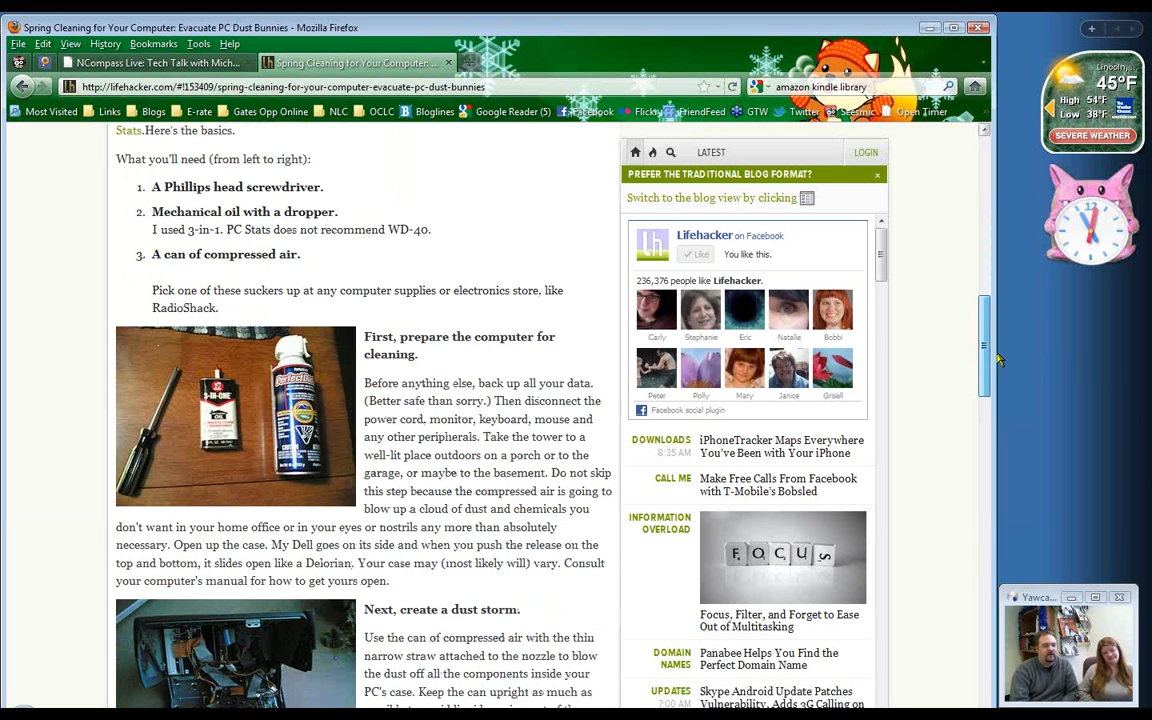 Spring Cleaning for Your Computer: Evacuate PC Dust Bunnies - Mozilla Firefox
File Edit View History Bookmarks Tools Help
NCompass Live: Tech Talk with Mich... Spring Cleaning for Your Computer: ...
http://lifehacker.com/#!153409/spring-cleaning-for-your-computer-evacuate-pc-dust-bunnies
amazon kindle library
Most Visited Links Blogs E-rate Gates Opp Online NLC OCLC Bloglines Google Reader (5) Facebook Flickr FriendFeed GTW Twitter Seesmic Open Timer
Stats.Here's the basics.
What you'll need (from left to right):
1. A Phillips head screwdriver.
2. Mechanical oil with a dropper.
I used 3-in-1. PC Stats does not recommend WD-40.
3. A can of compressed air.
Pick one of these suckers up at any computer supplies or electronics store, like
RadioShack.
3-IN-ONE
First, prepare the computer for
cleaning.
Before anything else, back up all your data.
(Better safe than sorry.) Then disconnect the
power cord, monitor, keyboard, mouse and
any other peripherals. Take the tower to a
well-lit place outdoors on a porch or to the
garage, or maybe to the basement. Do not skip
this step because the compressed air is going to
blow up a cloud of dust and chemicals you
don't want in your home office or in your eyes or nostrils any more than absolutely
necessary. Open up the case. My Dell goes on its side and when you push the release on the
top and bottom, it slides open like a Delorian. Your case may (most likely will) vary. Consult
your computer's manual for how to get yours open.
Next, create a dust storm.
Use the can of compressed air with the thin
narrow straw attached to the nozzle to blow
the dust off all the components inside your
PC's case. Keep the can upright as much as
LATEST LOGIN
PREFER THE TRADITIONAL BLOG FORMAT?
Switch to the blog view by clicking
Lifehacker on Facebook
Like You like this.
236,376 people like Lifehacker.
Carly Stephanie Eric Natalie Bobbi
Peter Polly Mary Janice Grisell
Facebook social plugin
DOWNLOADS
8:35 AM
iPhoneTracker Maps Everywhere
You've Been with Your iPhone
CALL ME
Make Free Calls From Facebook
with T-Mobile's Bobsled
INFORMATION
OVERLOAD
FOCUS
Focus, Filter, and Forget to Ease
Out of Multitasking
DOMAIN
NAMES
Panabee Helps You Find the
Perfect Domain Name
UPDATES
7:00 AM
Skype Android Update Patches
Vulnerability, Adds 3G Calling on
Lincoln,
45°F
High 54°F
Low 38°F
SEVERE WEATHER
12
Yawca...